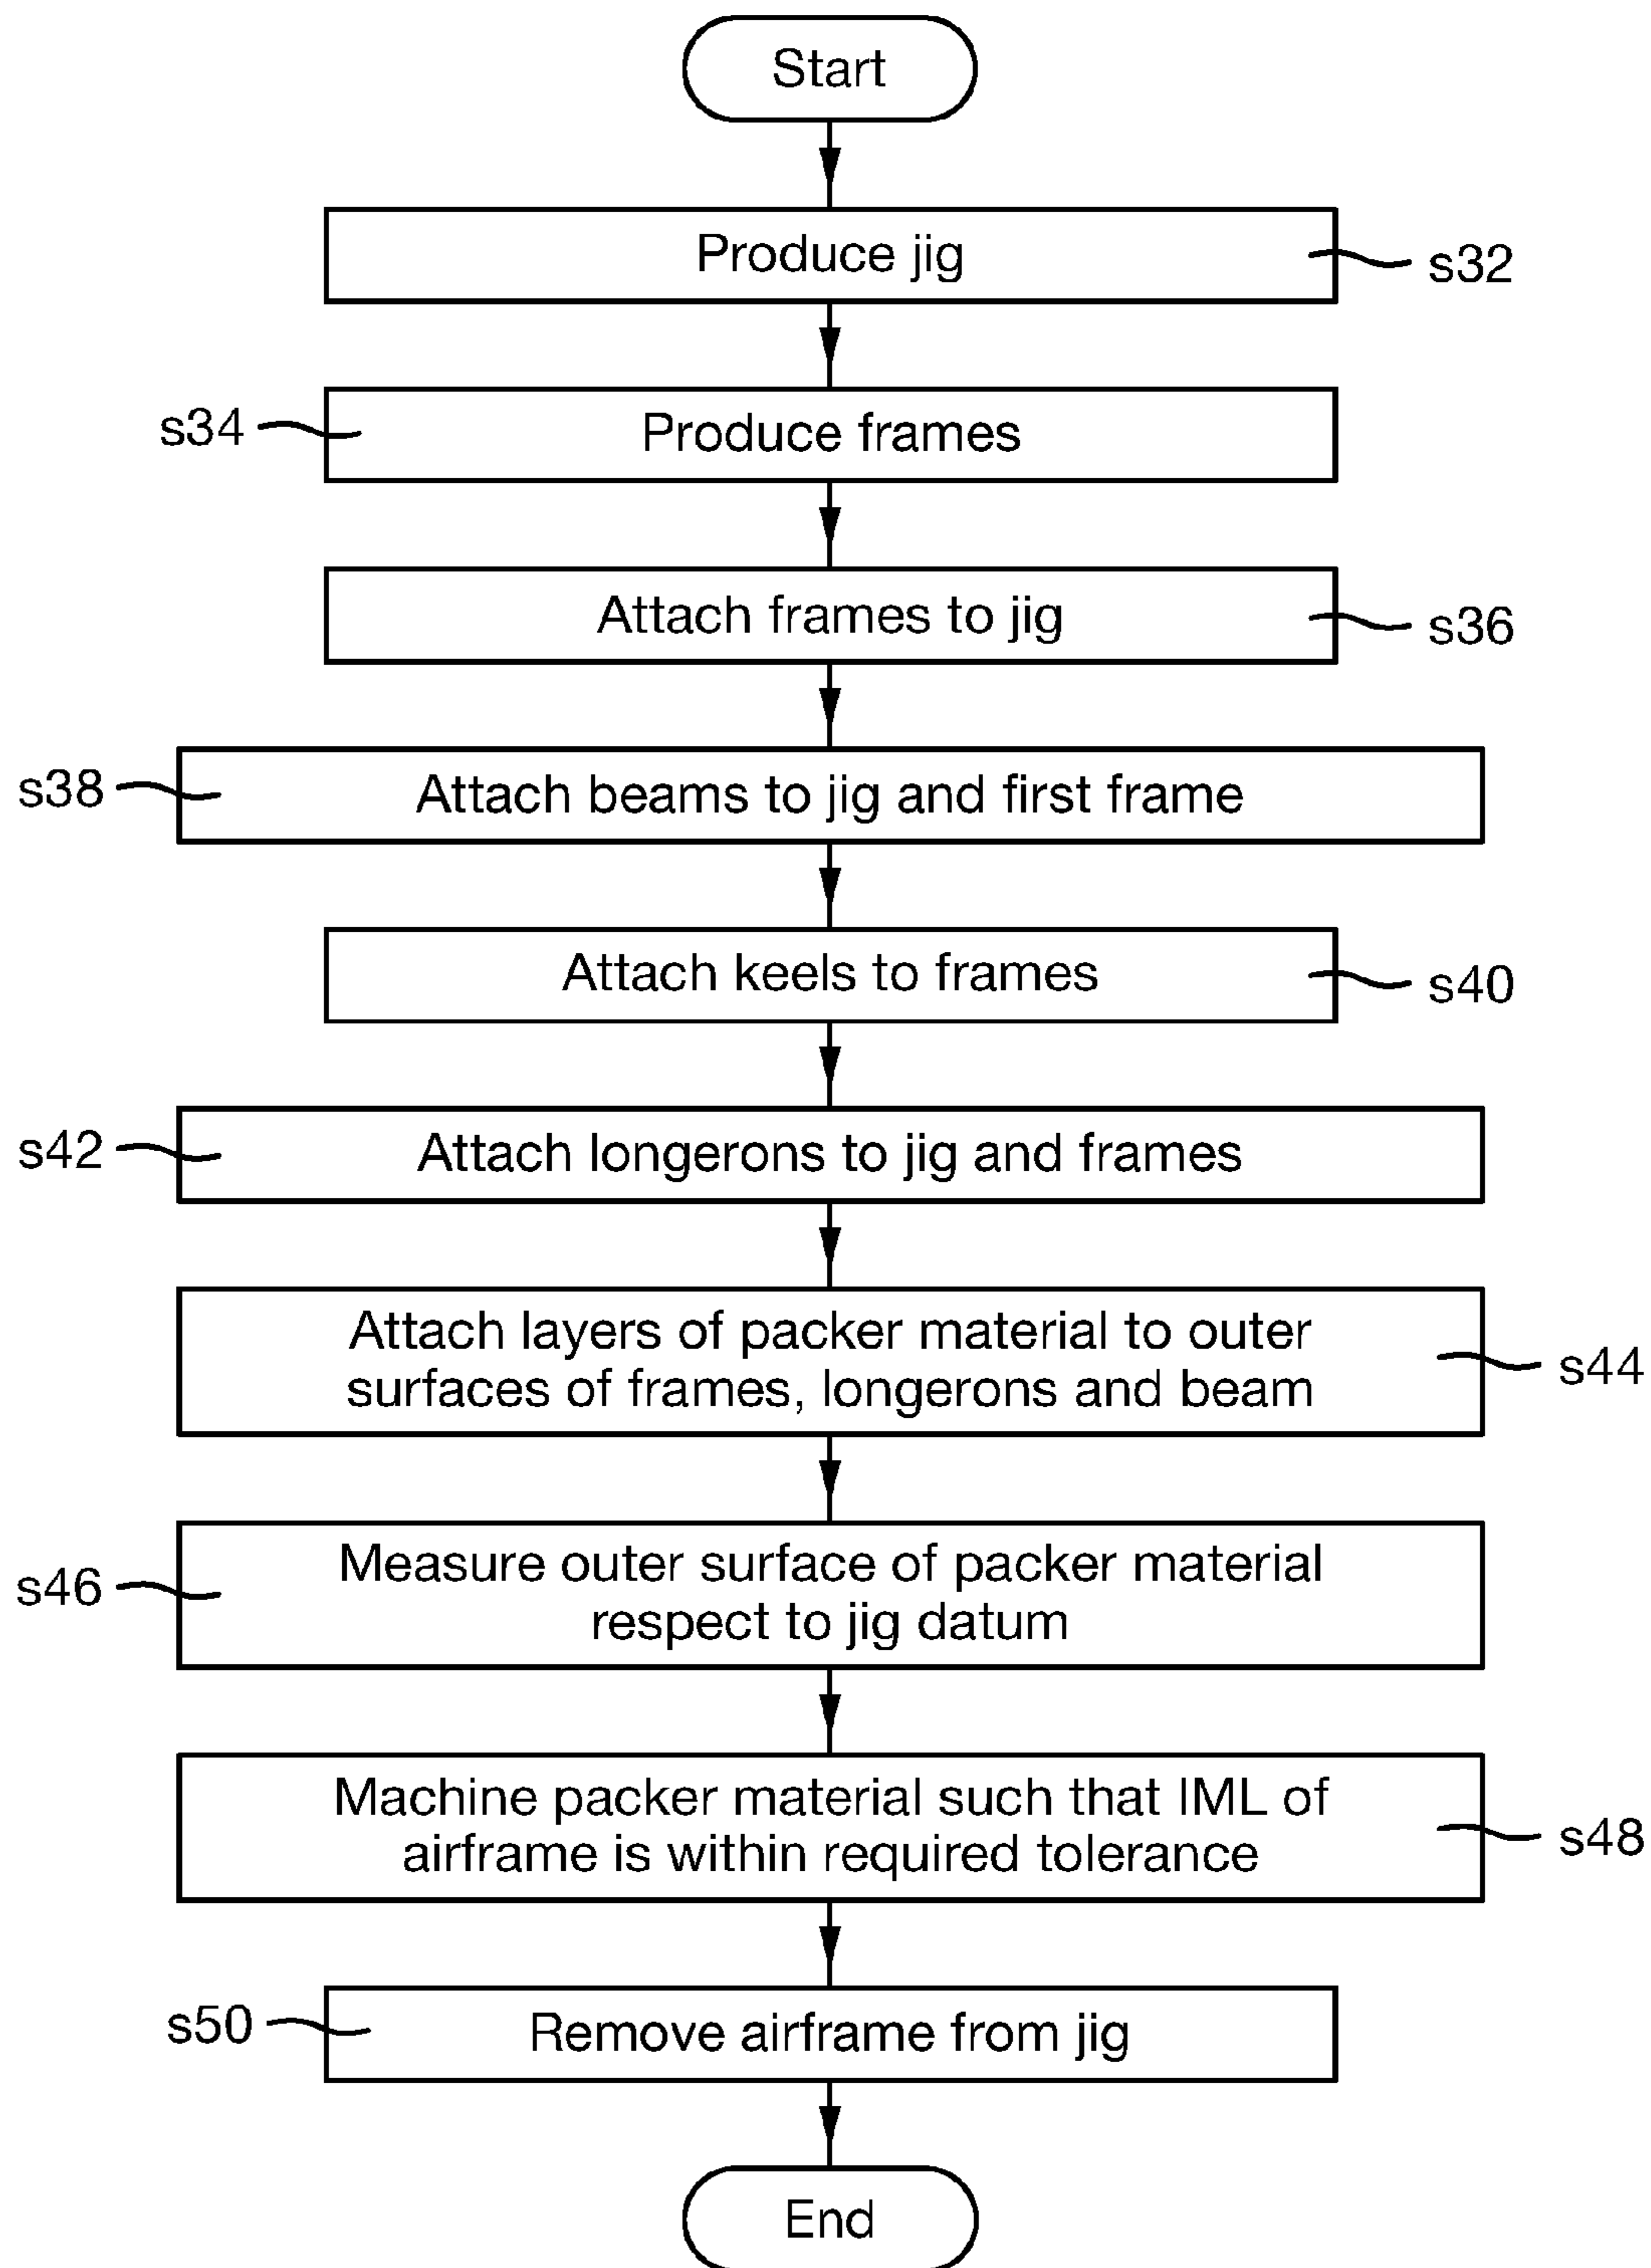 Start
Produce jig
s32
s34
Produce frames
Attach frames to jig
s36
s38
Attach beams to jig and first frame
Attach keels to frames
s40
s42
Attach longerons to jig and frames
Attach layers of packer material to outer
surfaces of frames, longerons and beam
s44
s46
Measure outer surface of packer material
respect to jig datum
Machine packer material such that IML of
airframe is within required tolerance
s48
s50
Remove airframe from jig
End